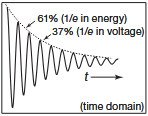 61% (1/e in energy)
37% (1/e in voltage)
t
(time domain)